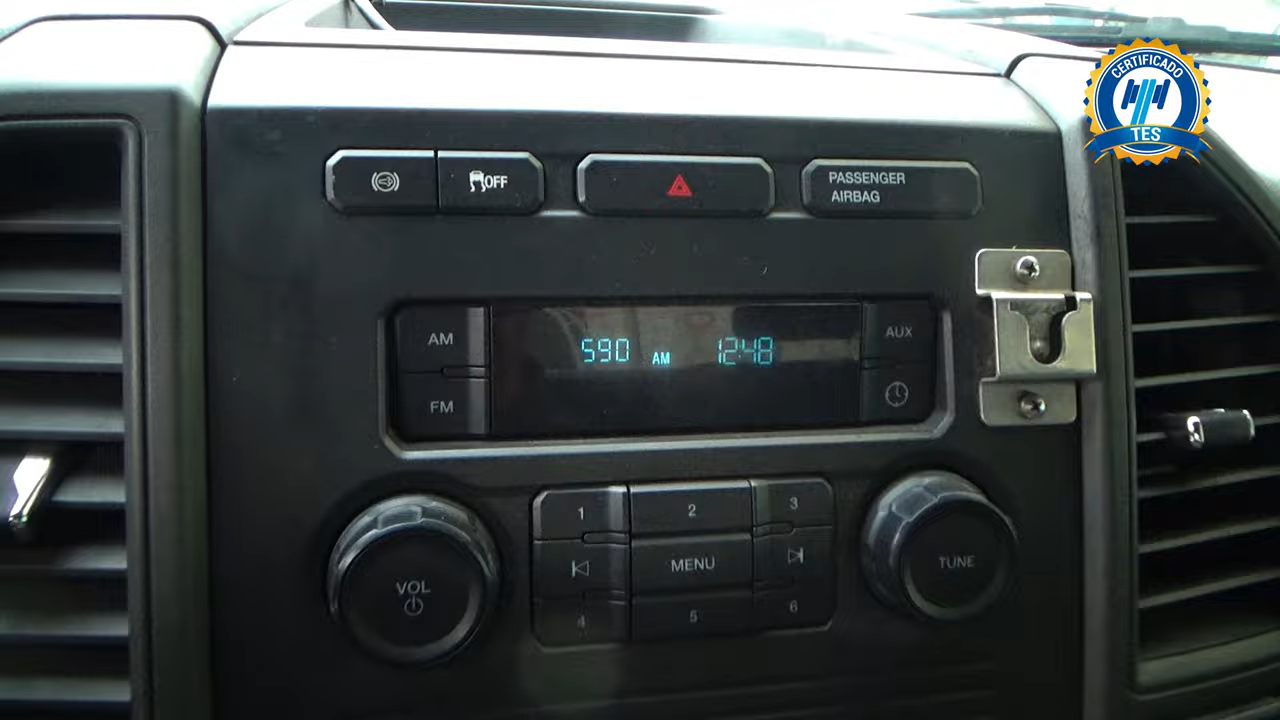 CERTIFICADO
TES
OFF
PASSENGER
AIRBAG
AM
590 AM 12:48
AUX
FM
1 2 3
MENU
4 5 6
VOL
TUNE